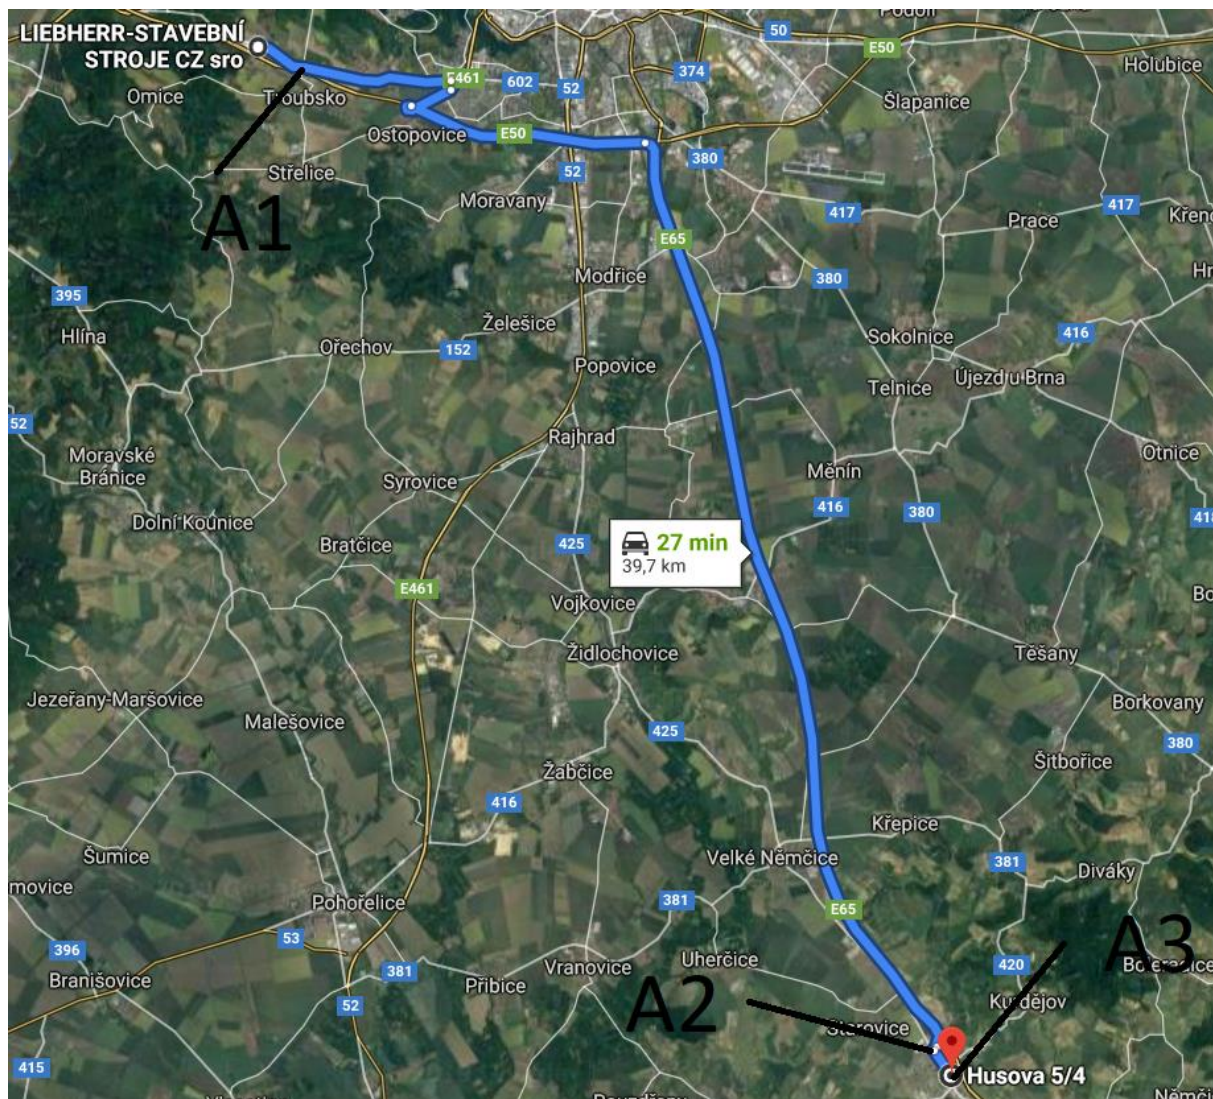 Podolí
LIEBHERR-STAVEBNÍ
STROJE CZ sro
50
E50
Holubice
E461
602
52
374
Omice
Troubsko
Šlapanice
Ostopovice
E50
380
Střelice
52
Moravany
417
417
Prace
A1
E65
Modřice
380
395
Želešice
416
Hlína
Ořechov
152
Sokolnice
Popovice
Telnice
Újezd u Brna
52
Rajhrad
Moravské
Bránice
Měnín
Otnice
Syrovice
416
380
Dolní Kounice
425
Bratčice
27 min
39,7 km
E461
Vojkovice
Židlochovice
Těšany
Jezeřany-Maršovice
Malešovice
425
Borkovany
380
Žabčice
Šitbořice
416
Křepice
Šumice
Velké Němčice
381
Diváky
Pohořelice
381
E65
53
A3
396
Vranovice
Uherčice
420
Boleradice
Branišovice
381
Přibice
A2
Kurdějov
52
Starovice
415
Husova 5/4